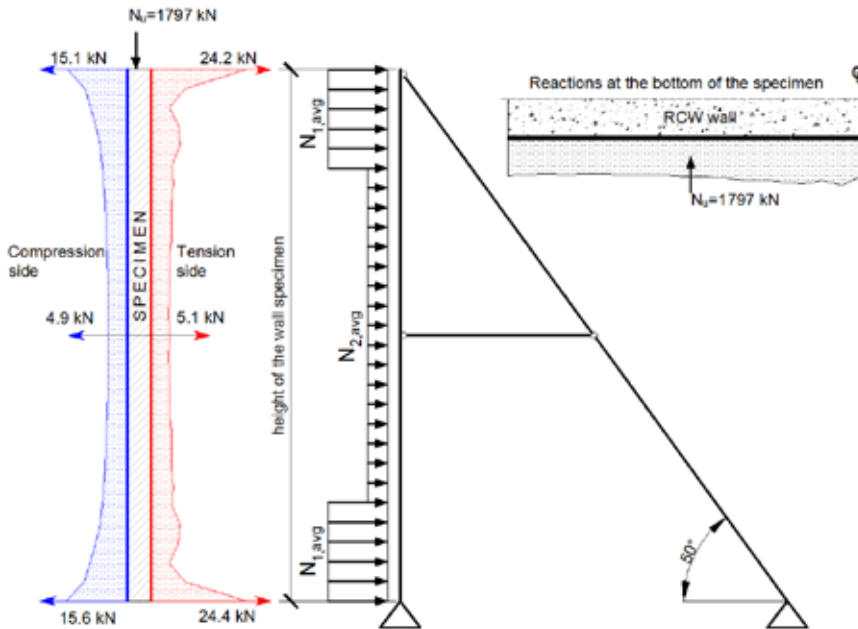 Nu=1797 kN
15.1 kN
24.2 kN
Compression
side
SPECIMEN
Tension
side
4.9 kN
5.1 kN
15.6 kN
24.4 kN
height of the wall specimen
N1,avg
N2,avg
N1,avg
50°
Reactions at the bottom of the specimen
RCW wall
Nu=1797 kN